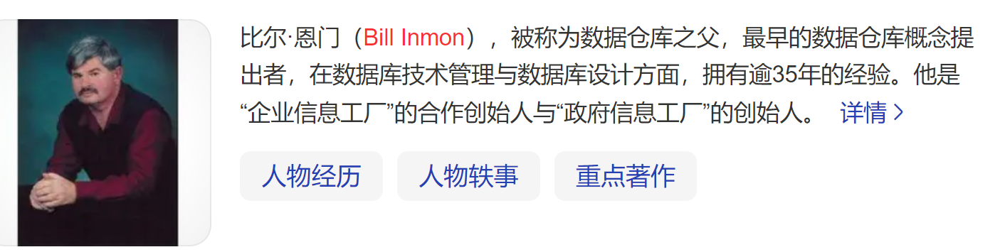 比尔·恩门（Bill Inmon），被称为数据仓库之父，最早的数据仓库概念提
出者，在数据库技术管理与数据库设计方面，拥有逾35年的经验。他是
“企业信息工厂”的合作创始人与“政府信息工厂”的创始人。 详情 >
人物经历 人物轶事 重点著作